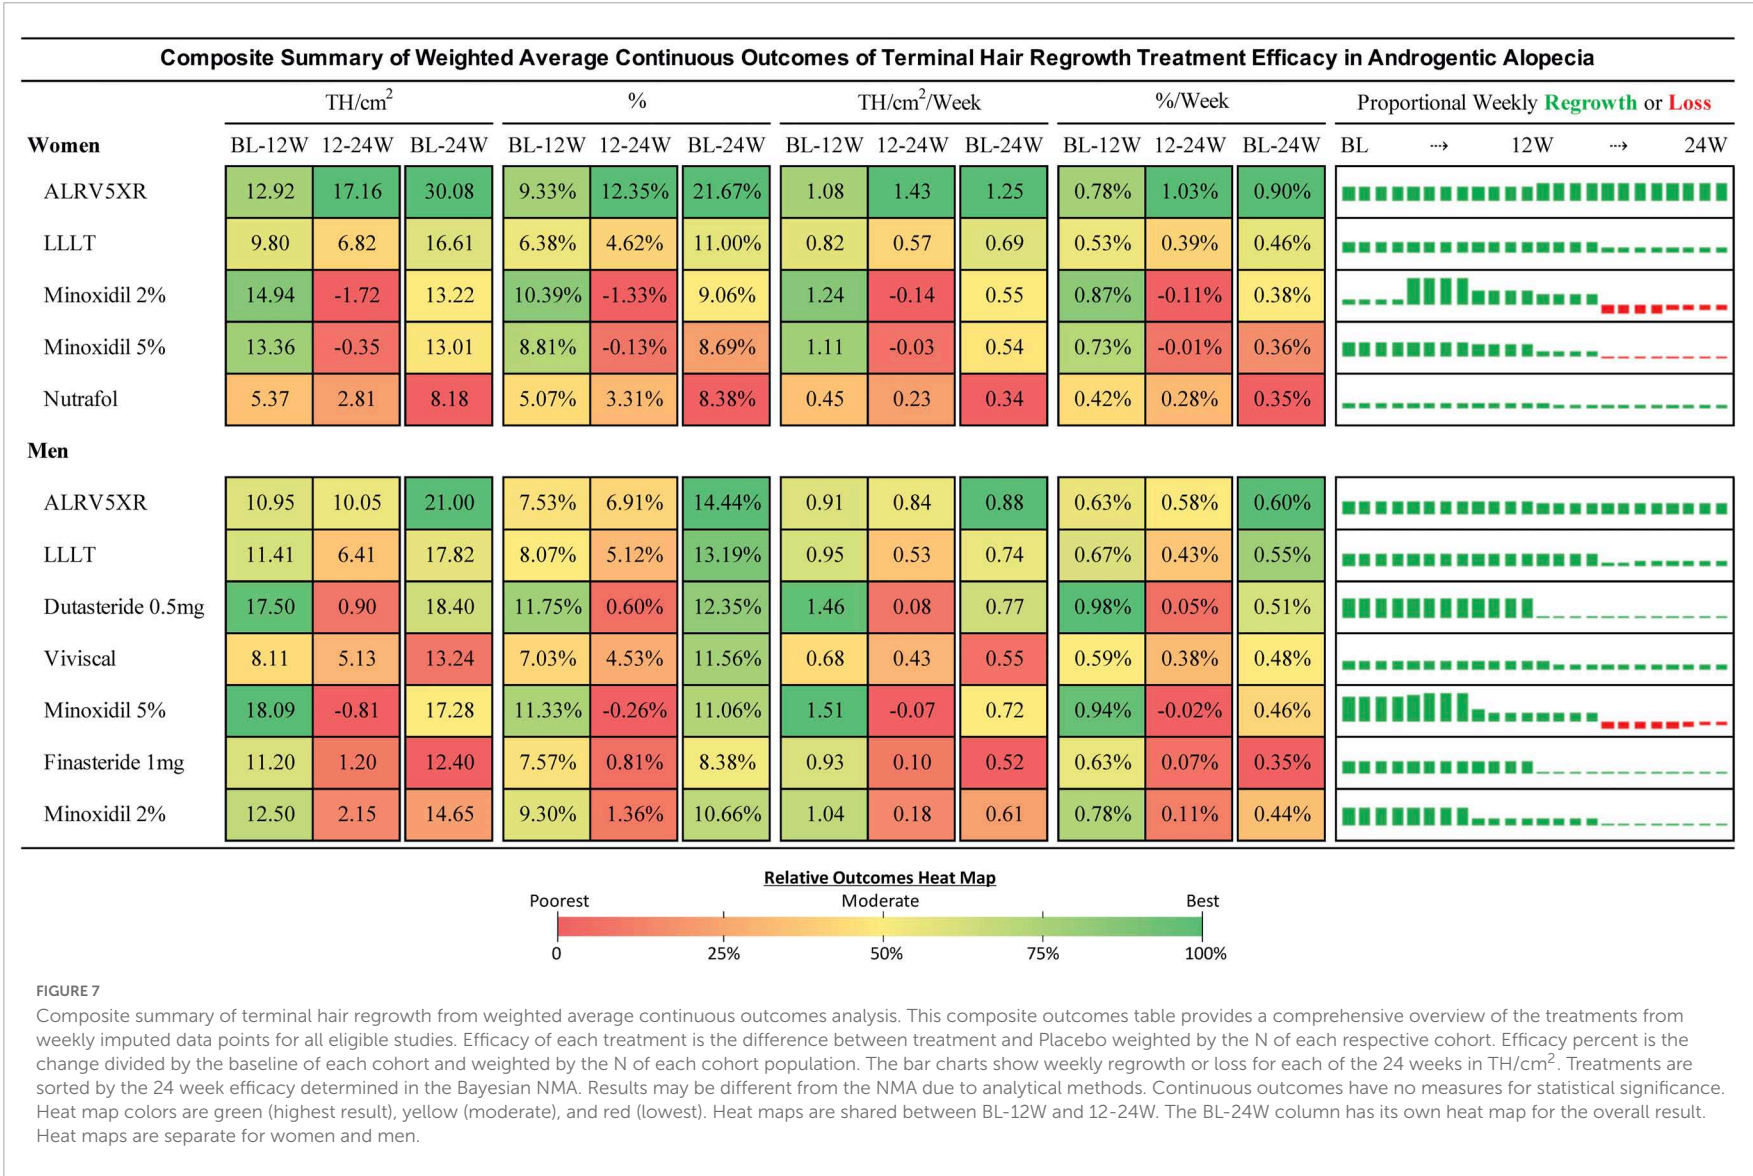 Composite Summary of Weighted Average Continuous Outcomes of Terminal Hair Regrowth Treatment Efficacy in Androgentic Alopecia
TH/cm² % TH/cm²/Week %/Week Proportional Weekly Regrowth or Loss
Women BL-12W 12-24W BL-24W BL-12W 12-24W BL-24W BL-12W 12-24W BL-24W BL-12W 12-24W BL-24W BL ⇢ 12W ⇢ 24W
ALRV5XR 12.92 17.16 30.08 9.33% 12.35% 21.67% 1.08 1.43 1.25 0.78% 1.03% 0.90%
LLLT 9.80 6.82 16.61 6.38% 4.62% 11.00% 0.82 0.57 0.69 0.53% 0.39% 0.46%
Minoxidil 2% 14.94 -1.72 13.22 10.39% -1.33% 9.06% 1.24 -0.14 0.55 0.87% -0.11% 0.38%
Minoxidil 5% 13.36 -0.35 13.01 8.81% -0.13% 8.69% 1.11 -0.03 0.54 0.73% -0.01% 0.36%
Nutrafol 5.37 2.81 8.18 5.07% 3.31% 8.38% 0.45 0.23 0.34 0.42% 0.28% 0.35%
Men
ALRV5XR 10.95 10.05 21.00 7.53% 6.91% 14.44% 0.91 0.84 0.88 0.63% 0.58% 0.60%
LLLT 11.41 6.41 17.82 8.07% 5.12% 13.19% 0.95 0.53 0.74 0.67% 0.43% 0.55%
Dutasteride 0.5mg 17.50 0.90 18.40 11.75% 0.60% 12.35% 1.46 0.08 0.77 0.98% 0.05% 0.51%
Viviscal 8.11 5.13 13.24 7.03% 4.53% 11.56% 0.68 0.43 0.55 0.59% 0.38% 0.48%
Minoxidil 5% 18.09 -0.81 17.28 11.33% -0.26% 11.06% 1.51 -0.07 0.72 0.94% -0.02% 0.46%
Finasteride 1mg 11.20 1.20 12.40 7.57% 0.81% 8.38% 0.93 0.10 0.52 0.63% 0.07% 0.35%
Minoxidil 2% 12.50 2.15 14.65 9.30% 1.36% 10.66% 1.04 0.18 0.61 0.78% 0.11% 0.44%
Relative Outcomes Heat Map
Poorest Moderate Best
0 25% 50% 75% 100%
FIGURE 7
Composite summary of terminal hair regrowth from weighted average continuous outcomes analysis. This composite outcomes table provides a comprehensive overview of the treatments from
weekly imputed data points for all eligible studies. Efficacy of each treatment is the difference between treatment and Placebo weighted by the N of each respective cohort. Efficacy percent is the
change divided by the baseline of each cohort and weighted by the N of each cohort population. The bar charts show weekly regrowth or loss for each of the 24 weeks in TH/cm². Treatments are
sorted by the 24 week efficacy determined in the Bayesian NMA. Results may be different from the NMA due to analytical methods. Continuous outcomes have no measures for statistical significance.
Heat map colors are green (highest result), yellow (moderate), and red (lowest). Heat maps are shared between BL-12W and 12-24W. The BL-24W column has its own heat map for the overall result.
Heat maps are separate for women and men.